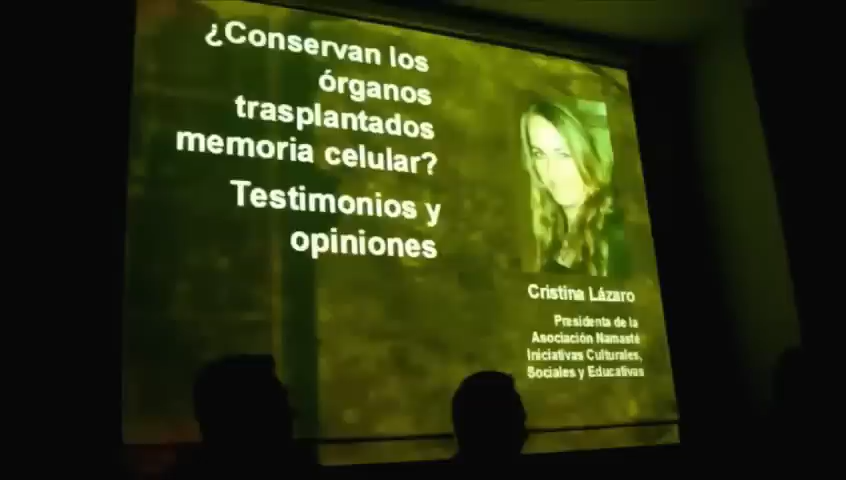 ¿Conservan los
órganos
trasplantados
memoria celular?
Testimonios y
opiniones
Cristina Lázaro
Presidenta de la
Asociación Namasté
Iniciativas Culturales,
Sociales y Educativas